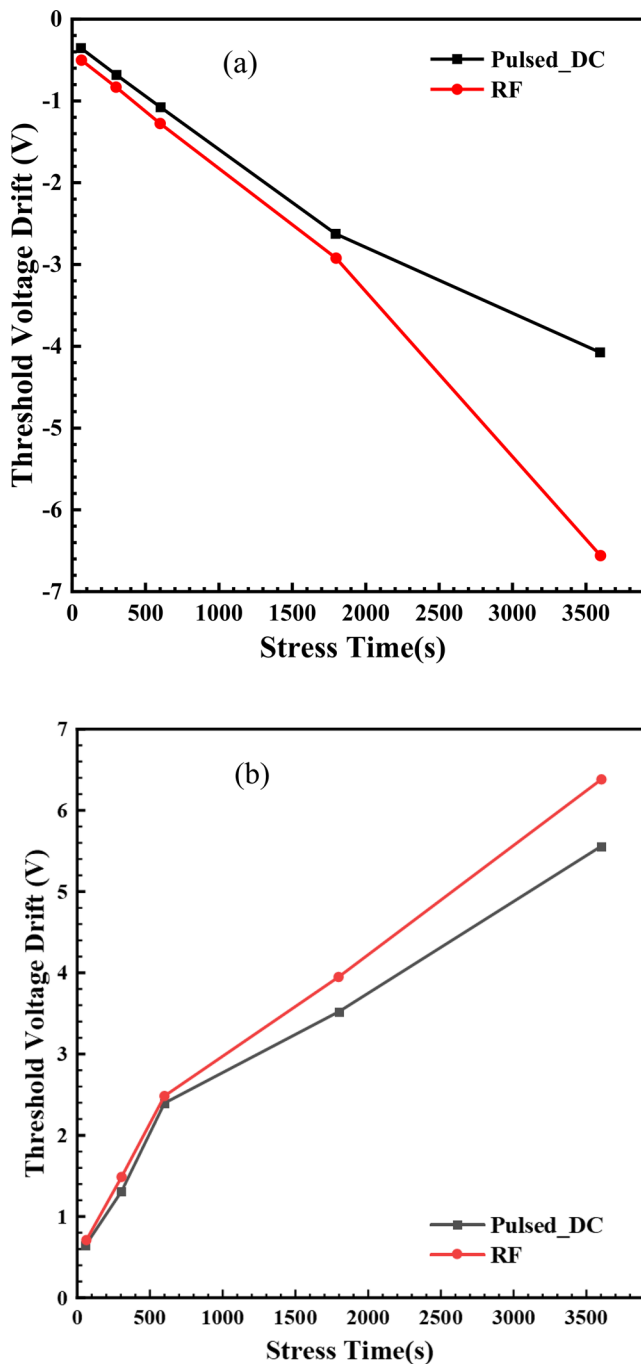 (a)
Pulsed_DC
RF
0
-1
-2
-3
-4
-5
-6
-7
Threshold Voltage Drift (V)
0 500 1000 1500 2000 2500 3000 3500
Stress Time(s)
(b)
7
6
5
4
3
2
1
0
Threshold Voltage Drift (V)
Pulsed_DC
RF
0 500 1000 1500 2000 2500 3000 3500
Stress Time(s)